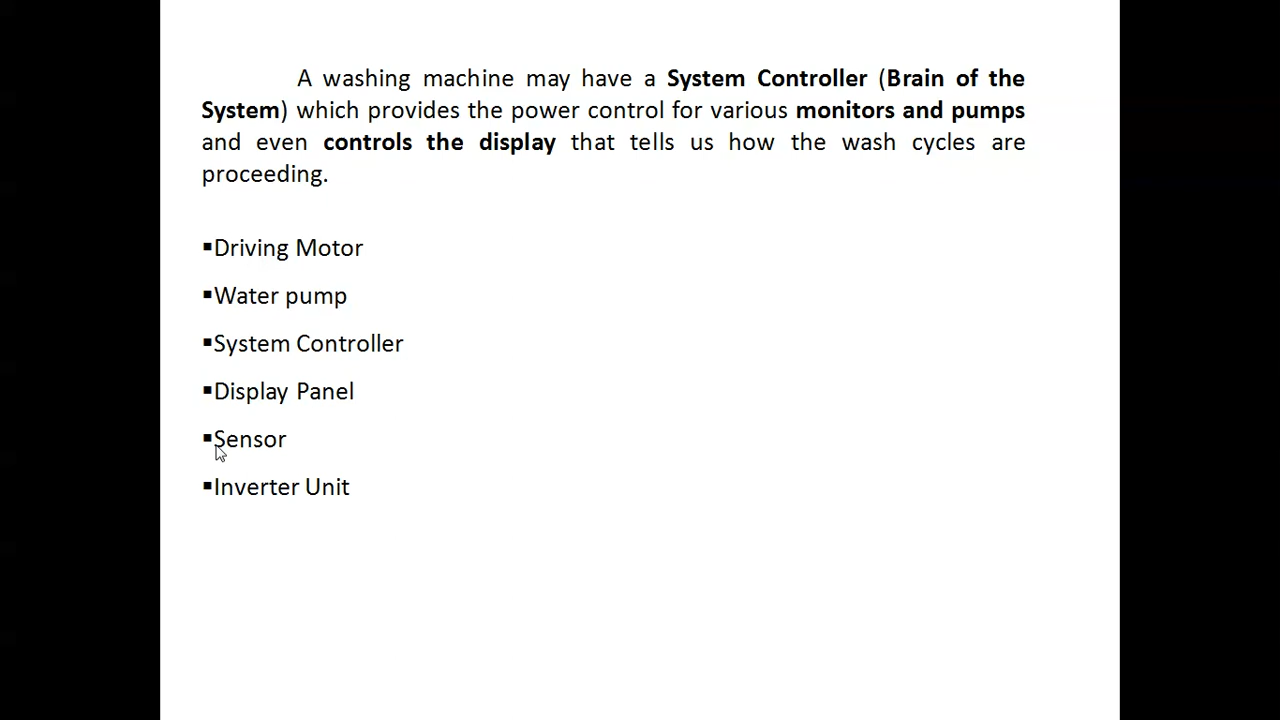 A washing machine may have a System Controller (Brain of the
System) which provides the power control for various monitors and pumps
and even controls the display that tells us how the wash cycles are
proceeding.
▪Driving Motor
▪Water pump
▪System Controller
▪Display Panel
▪Sensor
▪Inverter Unit